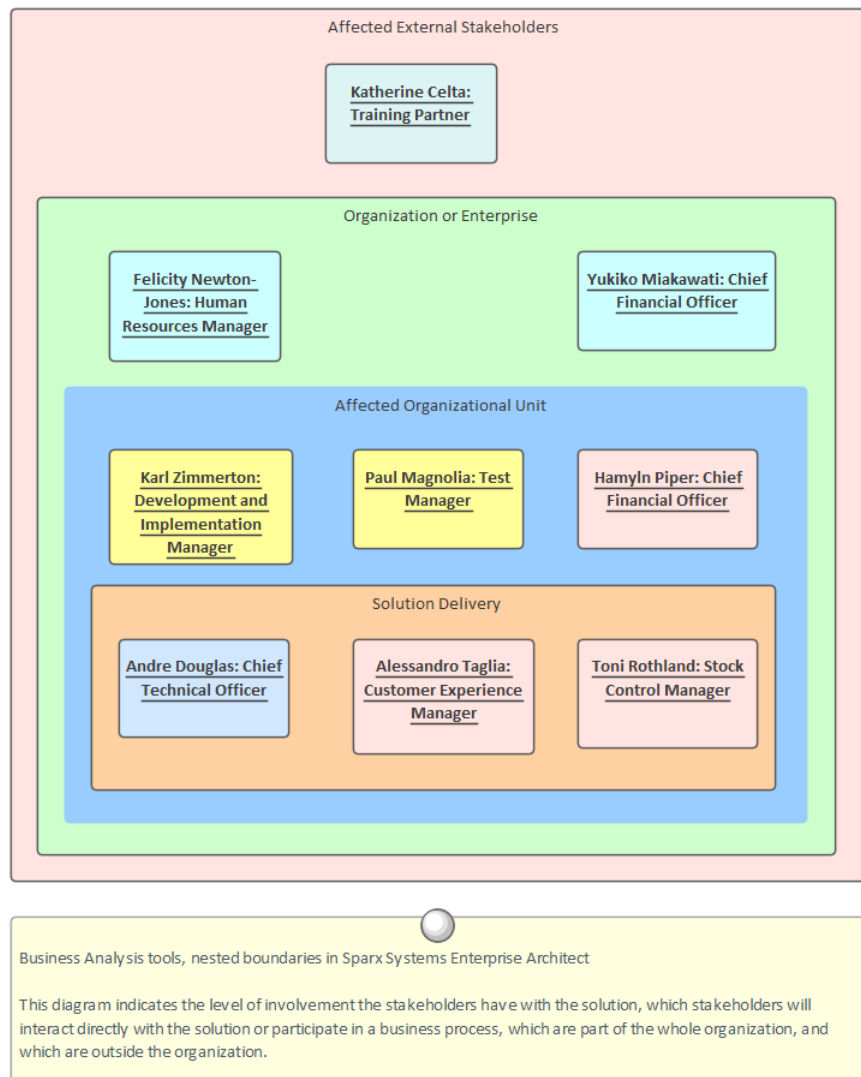 Affected External Stakeholders
Katherine Celta:
Training Partner
Organization or Enterprise
Felicity Newton-
Jones: Human
Resources Manager
Yukiko Miakawati: Chief
Financial Officer
Affected Organizational Unit
Karl Zimmerton:
Development and
Implementation
Manager
Paul Magnolia: Test
Manager
Hamyln Piper: Chief
Financial Officer
Solution Delivery
Andre Douglas: Chief
Technical Officer
Alessandro Taglia:
Customer Experience
Manager
Toni Rothland: Stock
Control Manager
Business Analysis tools, nested boundaries in Sparx Systems Enterprise Architect
This diagram indicates the level of involvement the stakeholders have with the solution, which stakeholders will
interact directly with the solution or participate in a business process, which are part of the whole organization, and
which are outside the organization.